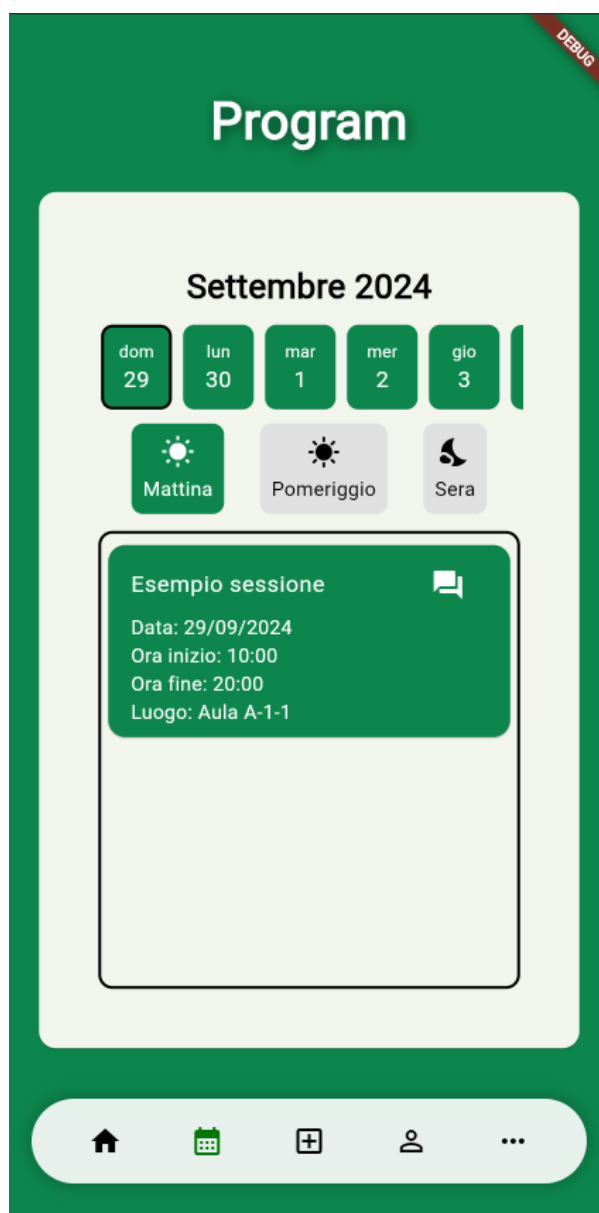 DEBUG
Program
Settembre 2024
dom lun mar mer gio
29 30 1 2 3
Mattina Pomeriggio Sera
Esempio sessione
Data: 29/09/2024
Ora inizio: 10:00
Ora fine: 20:00
Luogo: Aula A-1-1